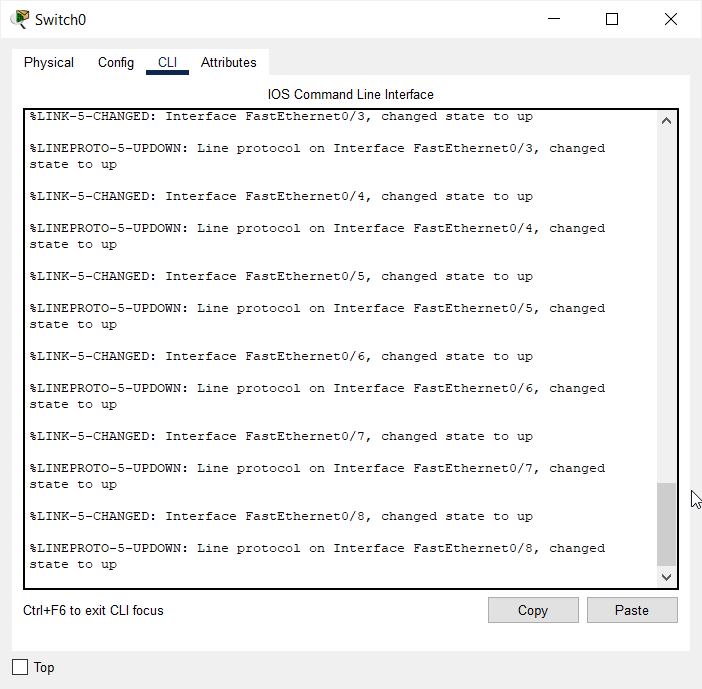 Switch0
Physical Config CLI Attributes
IOS Command Line Interface
%LINK-5-CHANGED: Interface FastEthernet0/3, changed state to up
%LINEPROTO-5-UPDOWN: Line protocol on Interface FastEthernet0/3, changed
state to up
%LINK-5-CHANGED: Interface FastEthernet0/4, changed state to up
%LINEPROTO-5-UPDOWN: Line protocol on Interface FastEthernet0/4, changed
state to up
%LINK-5-CHANGED: Interface FastEthernet0/5, changed state to up
%LINEPROTO-5-UPDOWN: Line protocol on Interface FastEthernet0/5, changed
state to up
%LINK-5-CHANGED: Interface FastEthernet0/6, changed state to up
%LINEPROTO-5-UPDOWN: Line protocol on Interface FastEthernet0/6, changed
state to up
%LINK-5-CHANGED: Interface FastEthernet0/7, changed state to up
%LINEPROTO-5-UPDOWN: Line protocol on Interface FastEthernet0/7, changed
state to up
%LINK-5-CHANGED: Interface FastEthernet0/8, changed state to up
%LINEPROTO-5-UPDOWN: Line protocol on Interface FastEthernet0/8, changed
state to up
Ctrl+F6 to exit CLI focus Copy Paste
Top